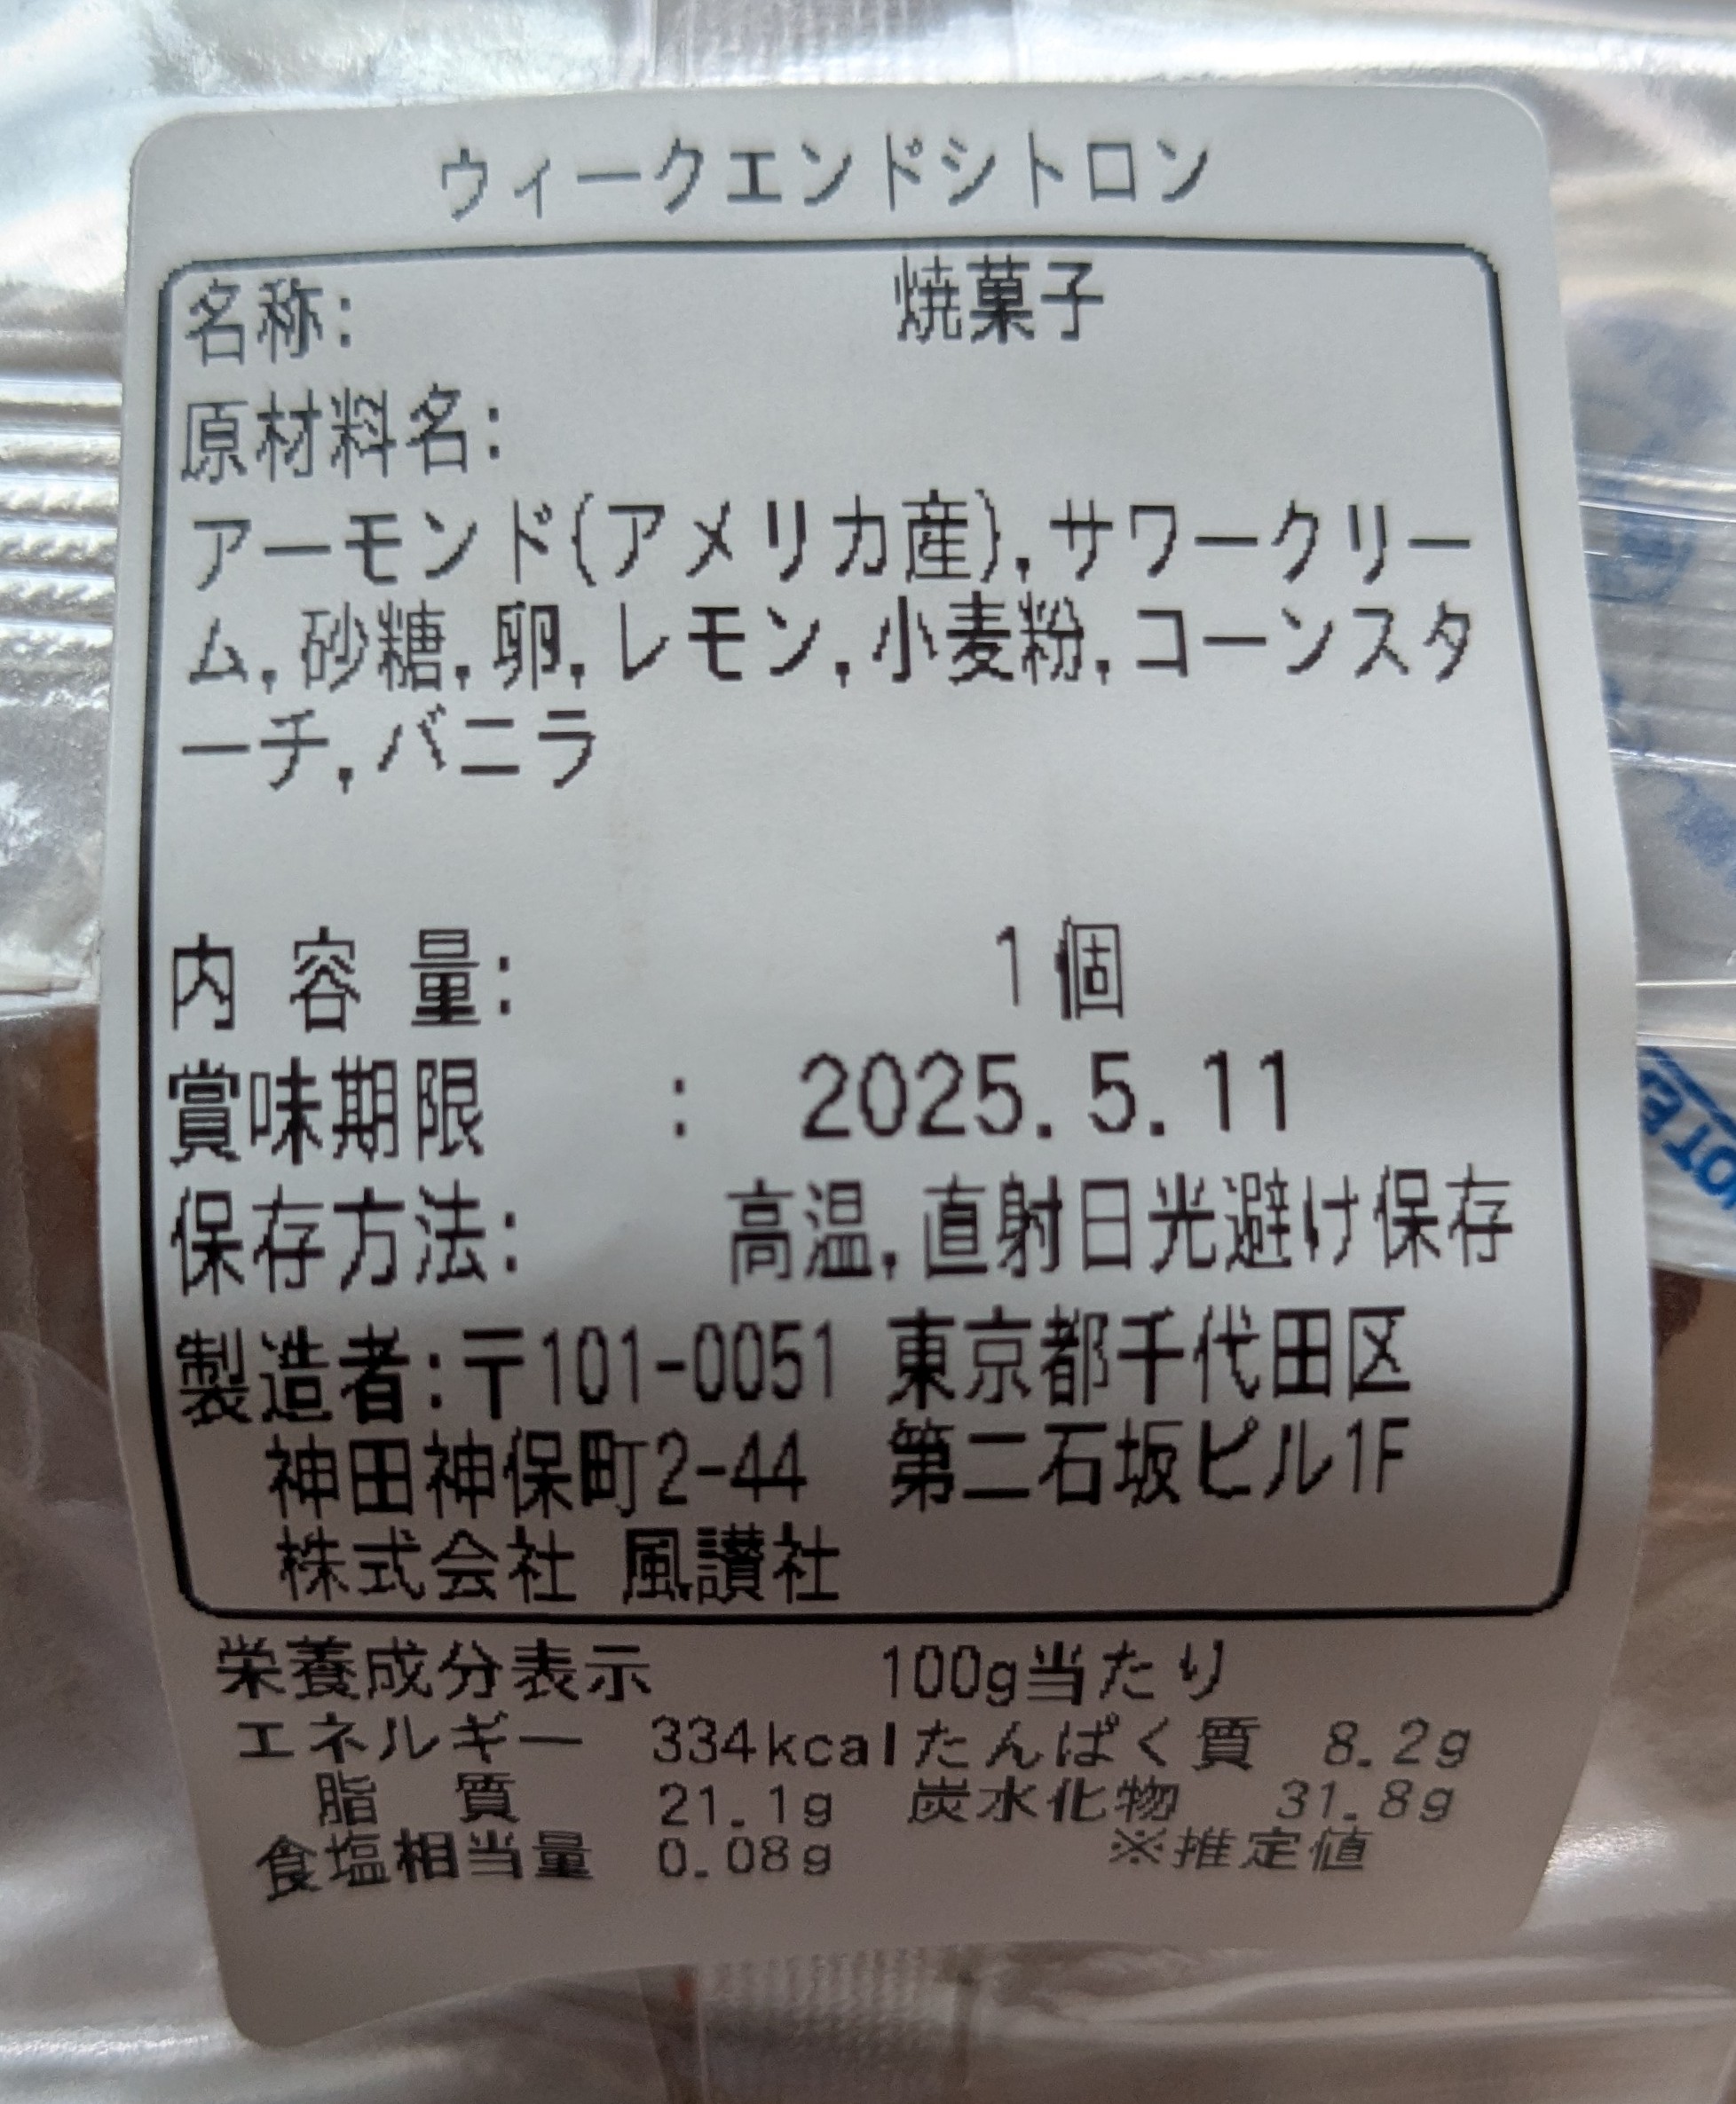 ウィークエンドシトロン
名称: 焼菓子
原材料名:
アーモンド(アメリカ産),サワークリー
ム,砂糖,卵,レモン,小麦粉,コーンスタ
ーチ,バニラ
内容量: 1個
賞味期限 : 2025.5.11
保存方法: 高温,直射日光避け保存
製造者:〒101-0051 東京都千代田区
神田神保町2-44 第二石坂ビル1F
株式会社 風讃社
栄養成分表示 100g当たり
エネルギー 334kcalたんぱく質 8.2g
脂質 21.1g 炭水化物 31.8g
食塩相当量 0.08g ※推定値